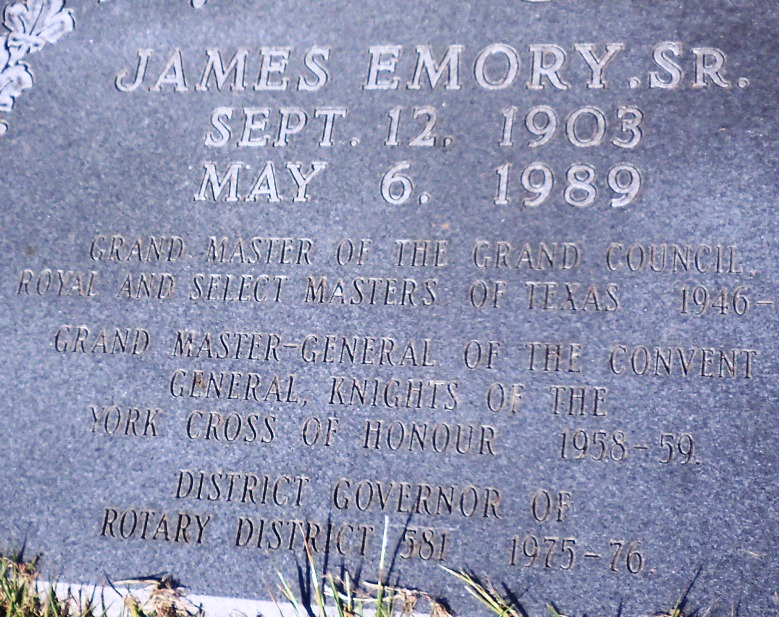 JAMES EMORY, SR.
SEPT. 12, 1903
MAY 6, 1989
GRAND MASTER OF THE GRAND COUNCIL,
ROYAL AND SELECT MASTERS OF TEXAS 1946-
GRAND MASTER-GENERAL OF THE CONVENT
GENERAL, KNIGHTS OF THE
YORK CROSS OF HONOUR 1958-59.
DISTRICT GOVERNOR OF
ROTARY DISTRICT 581 1975-76.